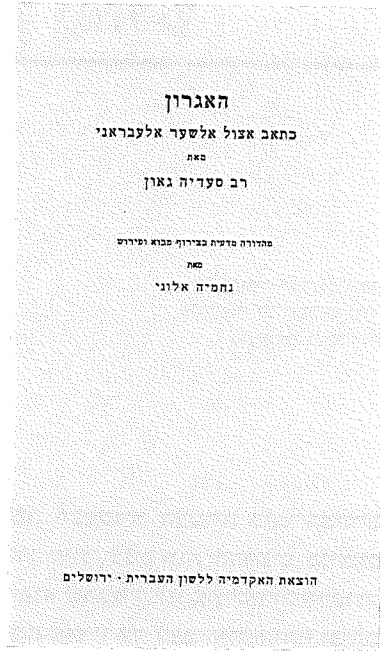 האגרון
כתאב אצול אלשער אלעבראני
מאת
רב סעדיה גאון
מהדורה מדעית בצירוף מבוא ופירוש
מאת
נחמיה אלוני
הוצאת האקדמיה ללשון העברית · ירושלים